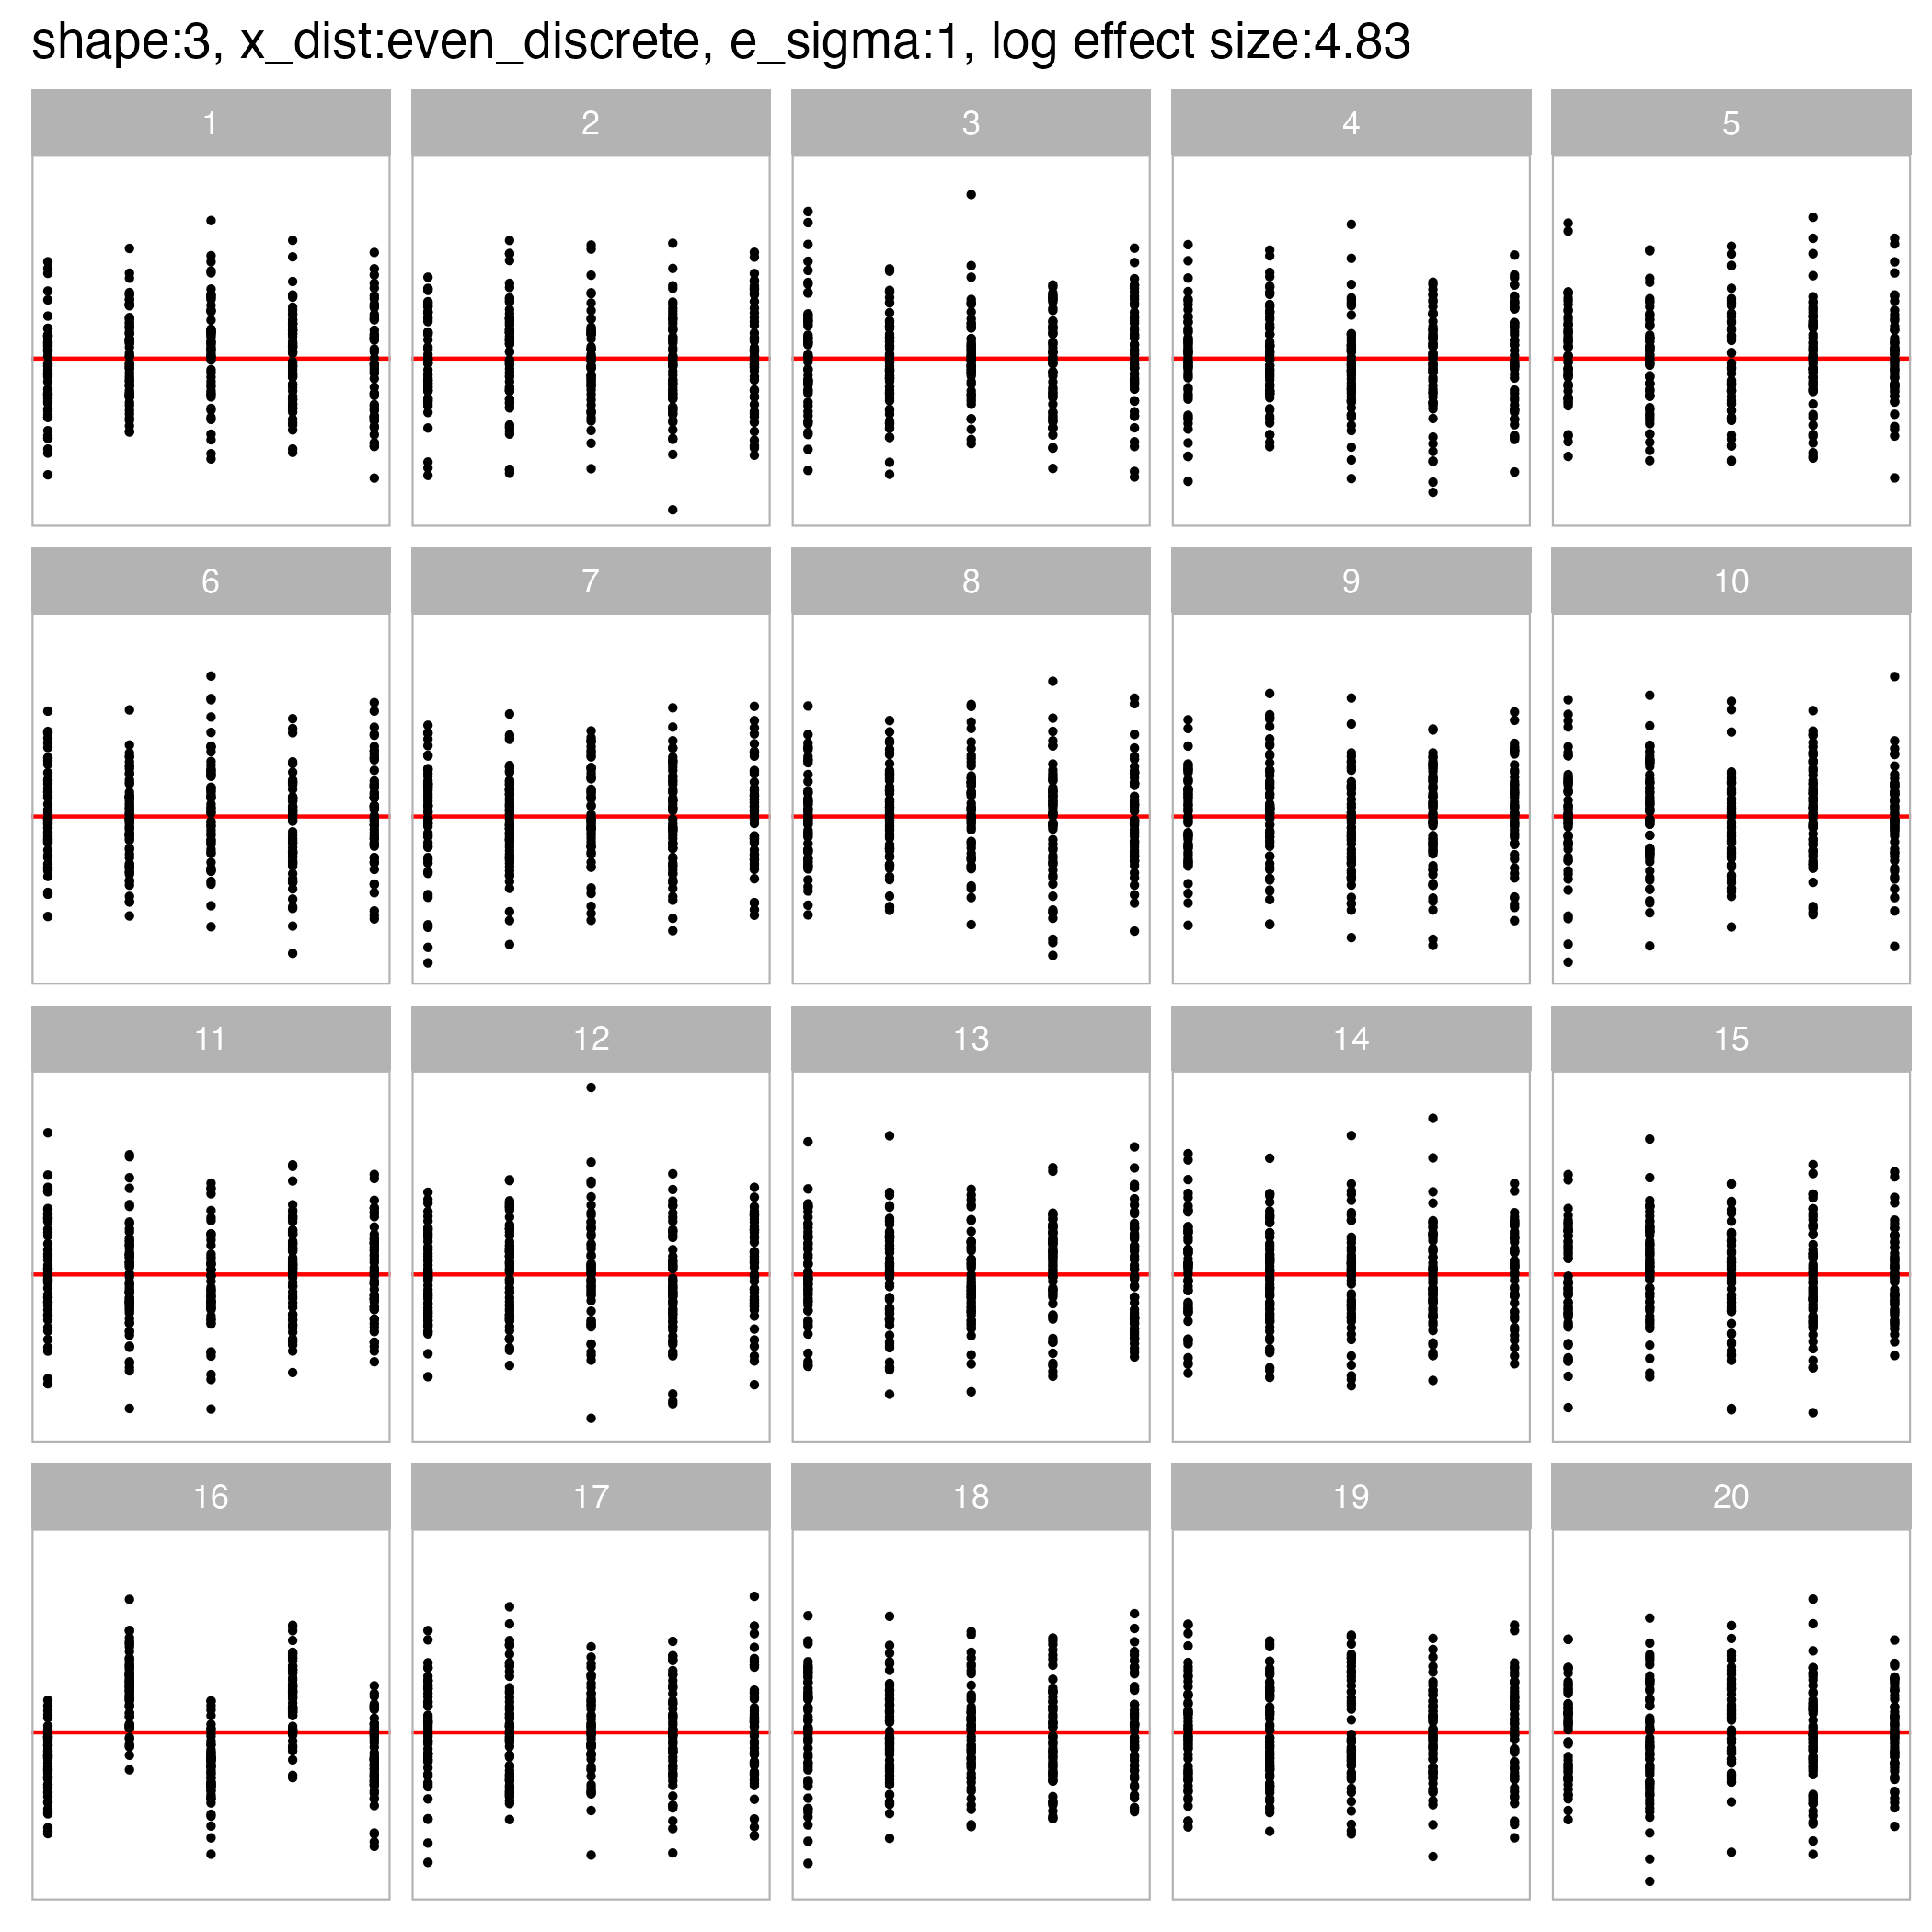 shape:3, x_dist:even_discrete, e_sigma:1, log effect size:4.83
1 2 3 4 5
6 7 8 9 10
11 12 13 14 15
16 17 18 19 20